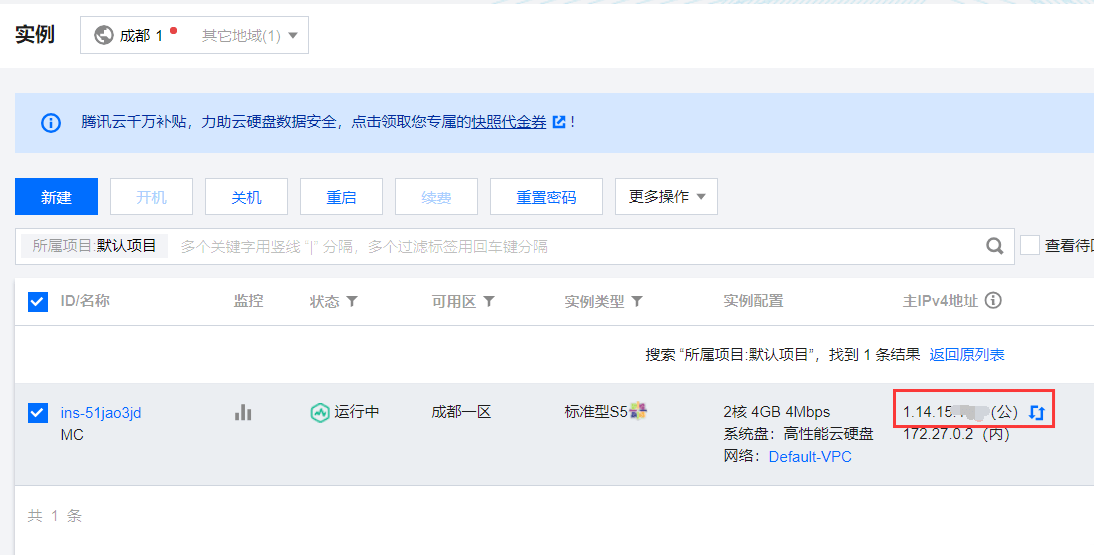 实例 成都 1 其它地域(1)
腾讯云千万补贴，力助云硬盘数据安全，点击领取您专属的快照代金券 ！
新建 开机 关机 重启 续费 重置密码 更多操作
所属项目:默认项目 多个关键字用竖线 "|" 分隔，多个过滤标签用回车键分隔 查看待
ID/名称 监控 状态 可用区 实例类型 实例配置 主IPv4地址
搜索 "所属项目:默认项目"，找到 1 条结果 返回原列表
ins-51jao3jd 运行中 成都一区 标准型S5 2核 4GB 4Mbps 1.14.15. (公)
MC 系统盘：高性能云硬盘 172.27.0.2 (内)
网络：Default-VPC
共 1 条